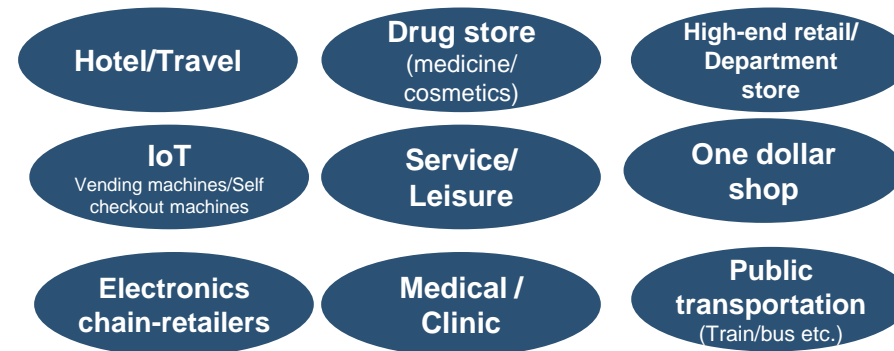 Hotel/Travel
Drug store
(medicine/
cosmetics)
High-end retail/
Department
store
IoT
Vending machines/Self
checkout machines
Service/
Leisure
One dollar
shop
Electronics
chain-retailers
Medical /
Clinic
Public
transportation
(Train/bus etc.)